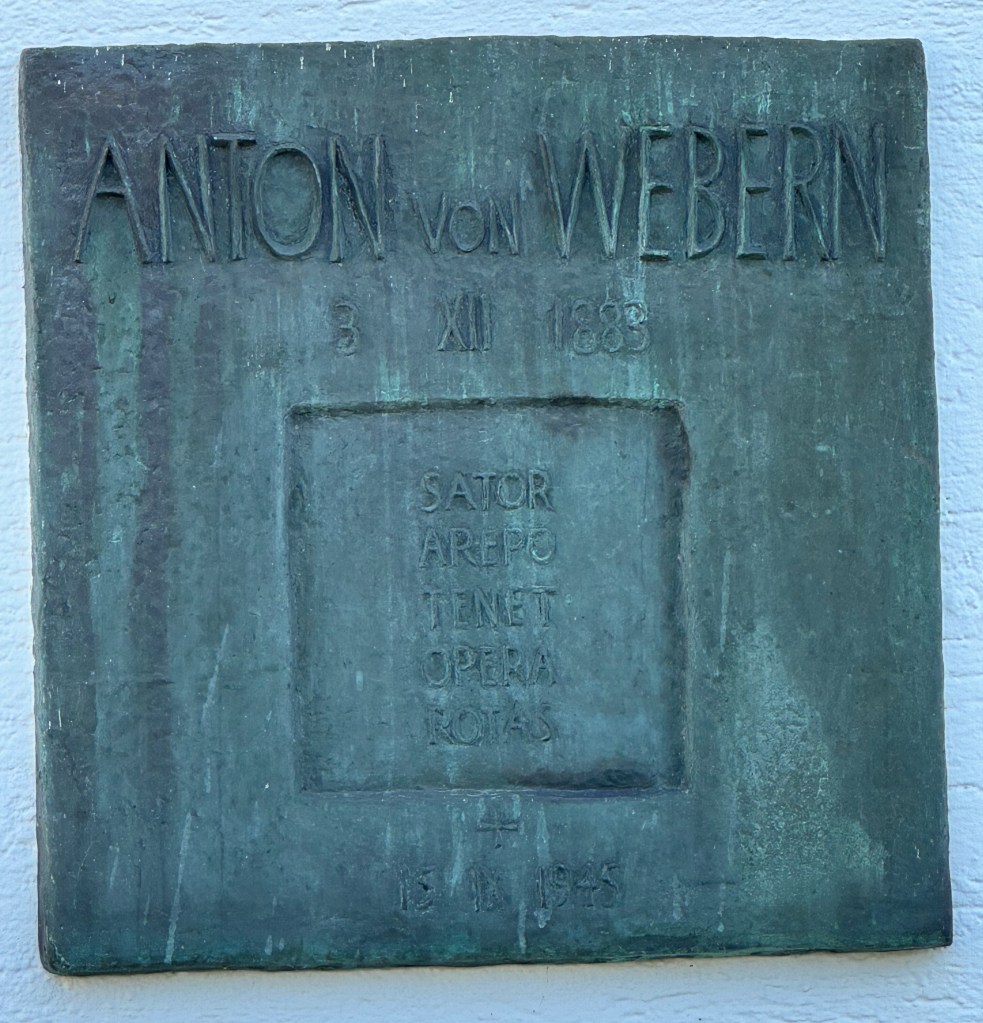 ANTON VON WEBERN
3 XII 1883
SATOR
AREPO
TENET
OPERA
ROTAS
15 IX 1945